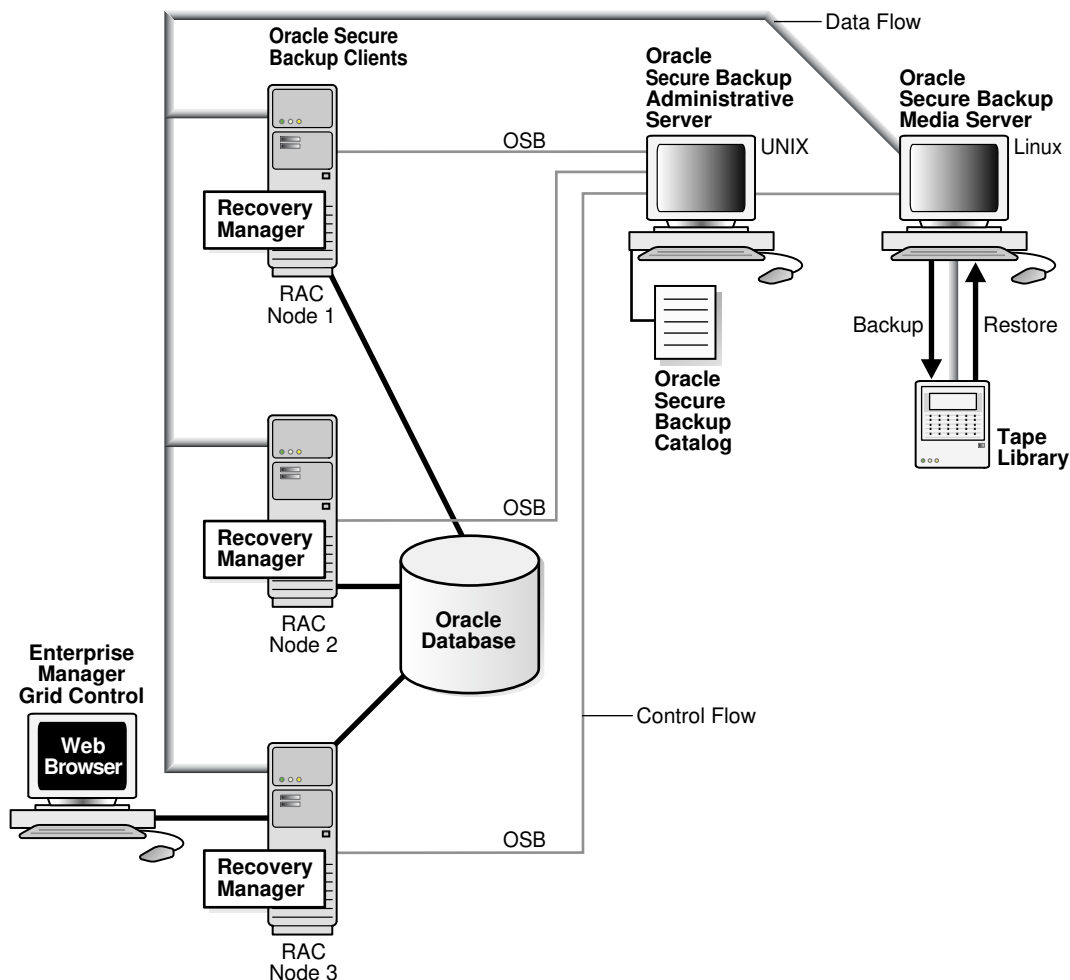 Data Flow
Oracle Secure
Backup Clients
Oracle
Secure Backup
Administrative
Server
Oracle
Secure Backup
Media Server
OSB
UNIX
Linux
Recovery
Manager
RAC
Node 1
Backup
Restore
Oracle
Secure
Backup
Catalog
Tape
Library
OSB
Recovery
Manager
RAC
Node 2
Oracle
Database
Enterprise
Manager
Grid Control
Control Flow
Web
Browser
OSB
Recovery
Manager
RAC
Node 3